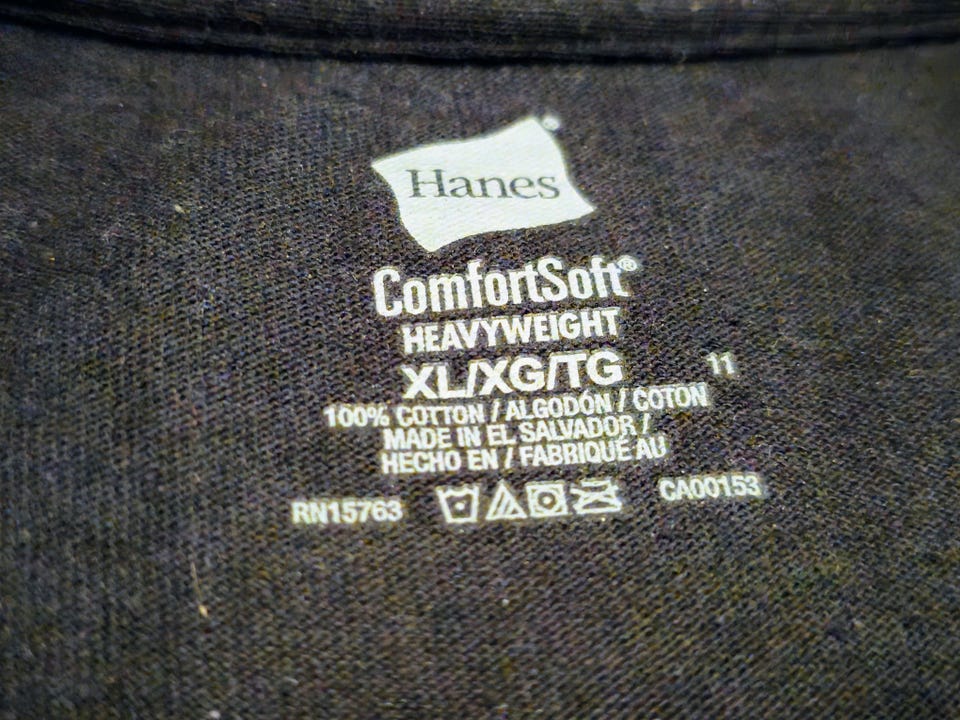 Hanes®
ComfortSoft®
HEAVYWEIGHT
XL/XG/TG 11
100% COTTON / ALGODÓN / COTON
MADE IN EL SALVADOR /
HECHO EN / FABRIQUÉ AU
RN15763 CA00153